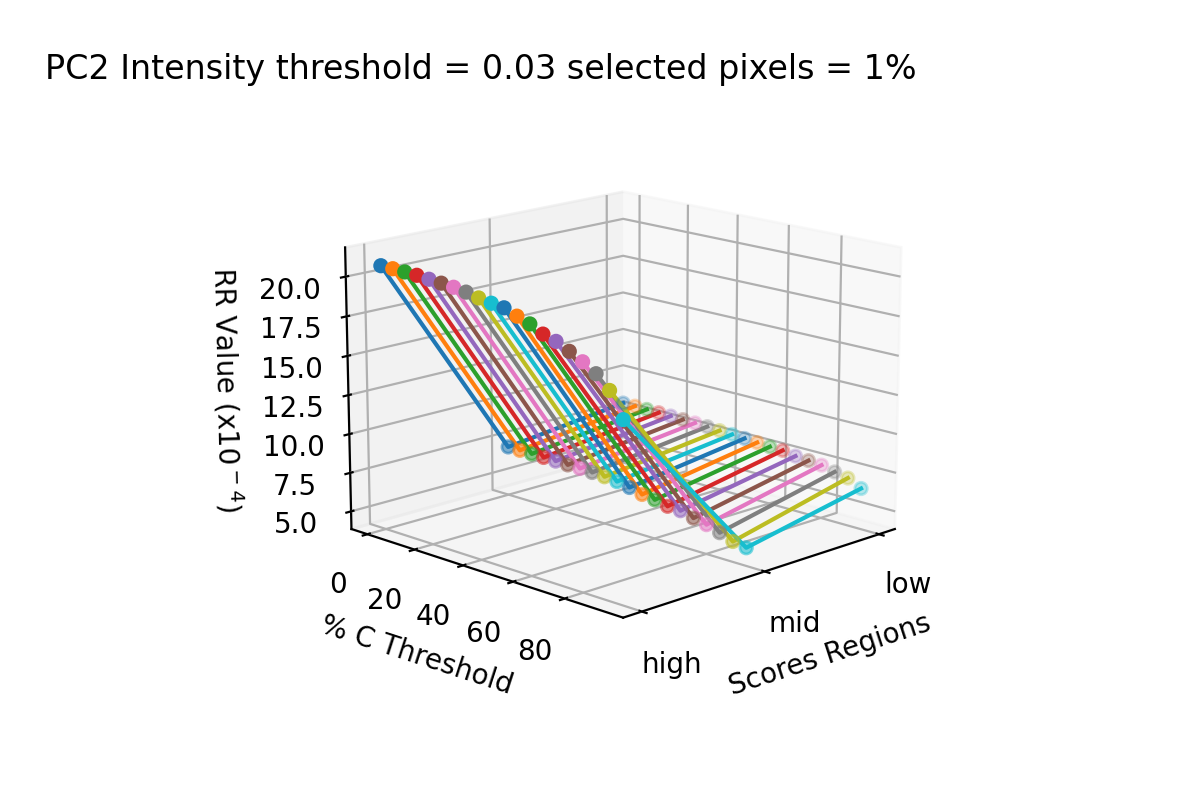 PC2 Intensity threshold = 0.03 selected pixels = 1%
RR Value (x10⁻⁴)
20.0
17.5
15.0
12.5
10.0
7.5
5.0
0
20
40
60
80
% C Threshold
high
mid
low
Scores Regions